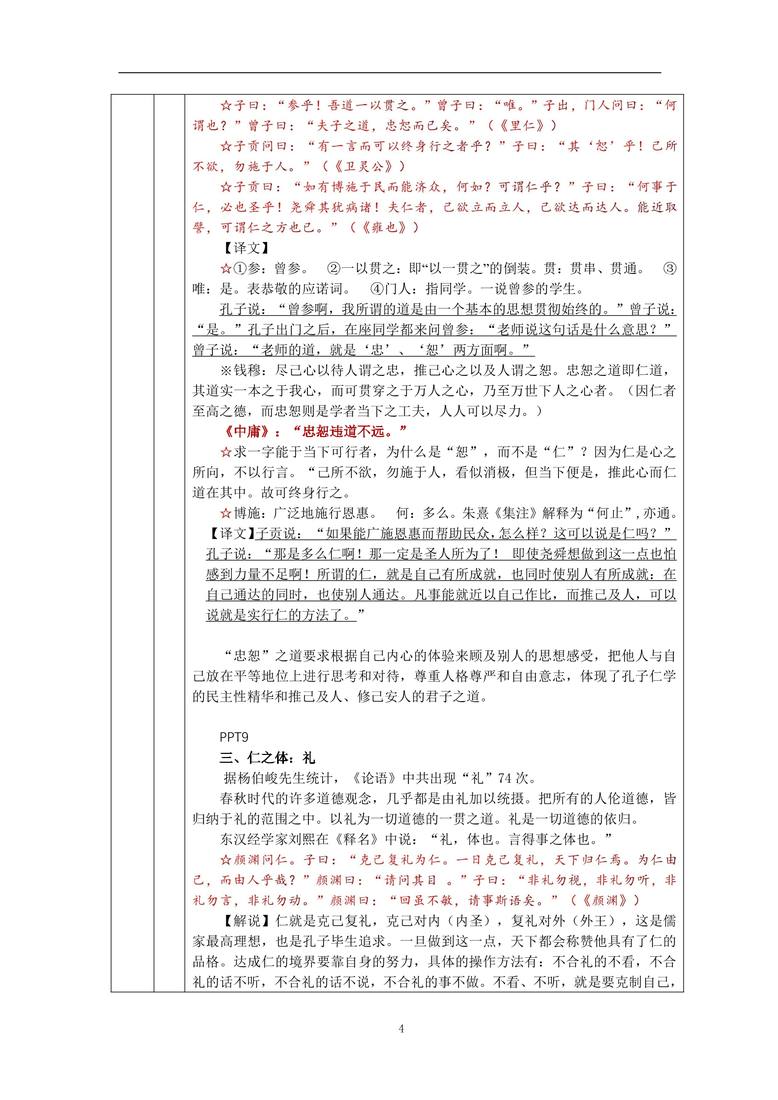 ☆子曰：“参乎！吾道一以贯之。”曾子曰：“唯。”子出，门人问曰：“何
谓也？”曾子曰：“夫子之道，忠恕而已矣。”（《里仁》）
☆子贡问曰：“有一言而可以终身行之者乎？”子曰：“其‘恕’乎！己所
不欲，勿施于人。”（《卫灵公》）
☆子贡曰：“如有博施于民而能济众，何如？可谓仁乎？”子曰：“何事于
仁，必也圣乎！尧舜其犹病诸！夫仁者，己欲立而立人，己欲达而达人。能近取
譬，可谓仁之方也已。”（《雍也》）
【译文】
☆①参：曾参。 ②一以贯之：即“以一贯之”的倒装。贯：贯串、贯通。 ③
唯：是。表恭敬的应诺词。 ④门人：指同学。一说曾参的学生。
孔子说：“曾参啊，我所谓的道是由一个基本的思想贯彻始终的。”曾子说：
“是。”孔子出门之后，在座同学都来问曾参：“老师说这句话是什么意思？”
曾子说：“老师的道，就是‘忠’、‘恕’两方面啊。”
※钱穆：尽己心以待人谓之忠，推己心之以及人谓之恕。忠恕之道即仁道，
其道实一本之于我心，而可贯穿之于万人之心，乃至万世下人之心者。（因仁者
至高之德，而忠恕则是学者当下之工夫，人人可以尽力。）
《中庸》：“忠恕违道不远。”
☆求一字能于当下可行者，为什么是“恕”，而不是“仁”？因为仁是心之
所向，不以行言。“己所不欲，勿施于人，看似消极，但当下便是，推此心而仁
道在其中。故可终身行之。
☆博施：广泛地施行恩惠。 何：多么。朱熹《集注》解释为“何止”,亦通。
【译文】子贡说：“如果能广施恩惠而帮助民众,怎么样？这可以说是仁吗？”
孔子说：“那是多么仁啊！那一定是圣人所为了！ 即使尧舜想做到这一点也怕
感到力量不足啊！所谓的仁，就是自己有所成就，也同时使别人有所成就：在
自己通达的同时，也使别人通达。凡事能就近以自己作比，而推己及人，可以
说就是实行仁的方法了。”
“忠恕”之道要求根据自己内心的体验来顾及别人的思想感受，把他人与自
己放在平等地位上进行思考和对待，尊重人格尊严和自由意志，体现了孔子仁学
的民主性精华和推己及人、修己安人的君子之道。
PPT9
三、仁之体：礼
据杨伯峻先生统计，《论语》中共出现“礼”74 次。
春秋时代的许多道德观念，几乎都是由礼加以统摄。把所有的人伦道德，皆
归纳于礼的范围之中。以礼为一切道德的一贯之道。礼是一切道德的依归。
东汉经学家刘熙在《释名》中说：“礼，体也。言得事之体也。”
☆颜渊问仁。子曰：“克己复礼为仁。一日克己复礼，天下归仁焉。为仁由
己，而由人乎哉？”颜渊曰：“请问其目 。”子曰：“非礼勿视，非礼勿听，非
礼勿言，非礼勿动。”颜渊曰：“回虽不敏，请事斯语矣。”（《颜渊》）
【解说】仁就是克己复礼，克己对内（内圣），复礼对外（外王），这是儒
家最高理想，也是孔子毕生追求。一旦做到这一点，天下都会称赞他具有了仁的
品格。达成仁的境界要靠自身的努力，具体的操作方法有：不合礼的不看，不合
礼的话不听，不合礼的话不说，不合礼的事不做。不看、不听，就是要克制自己，
4